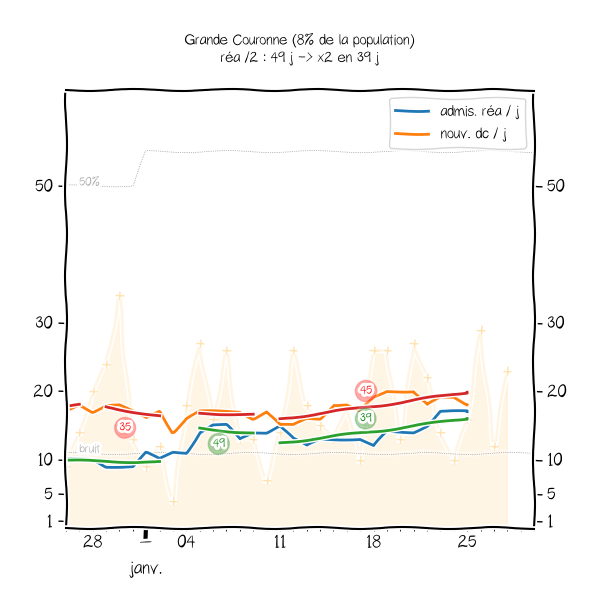 Grande Couronne (8% de la population)
réa /2 : 49 j -> x2 en 39 j
admis. réa / j
nouv. dc / j
50%
50 50
30 30
45
20 20
39
35
49
bruit
10 10
5 5
1 1
28 04 11 18 25
janv.